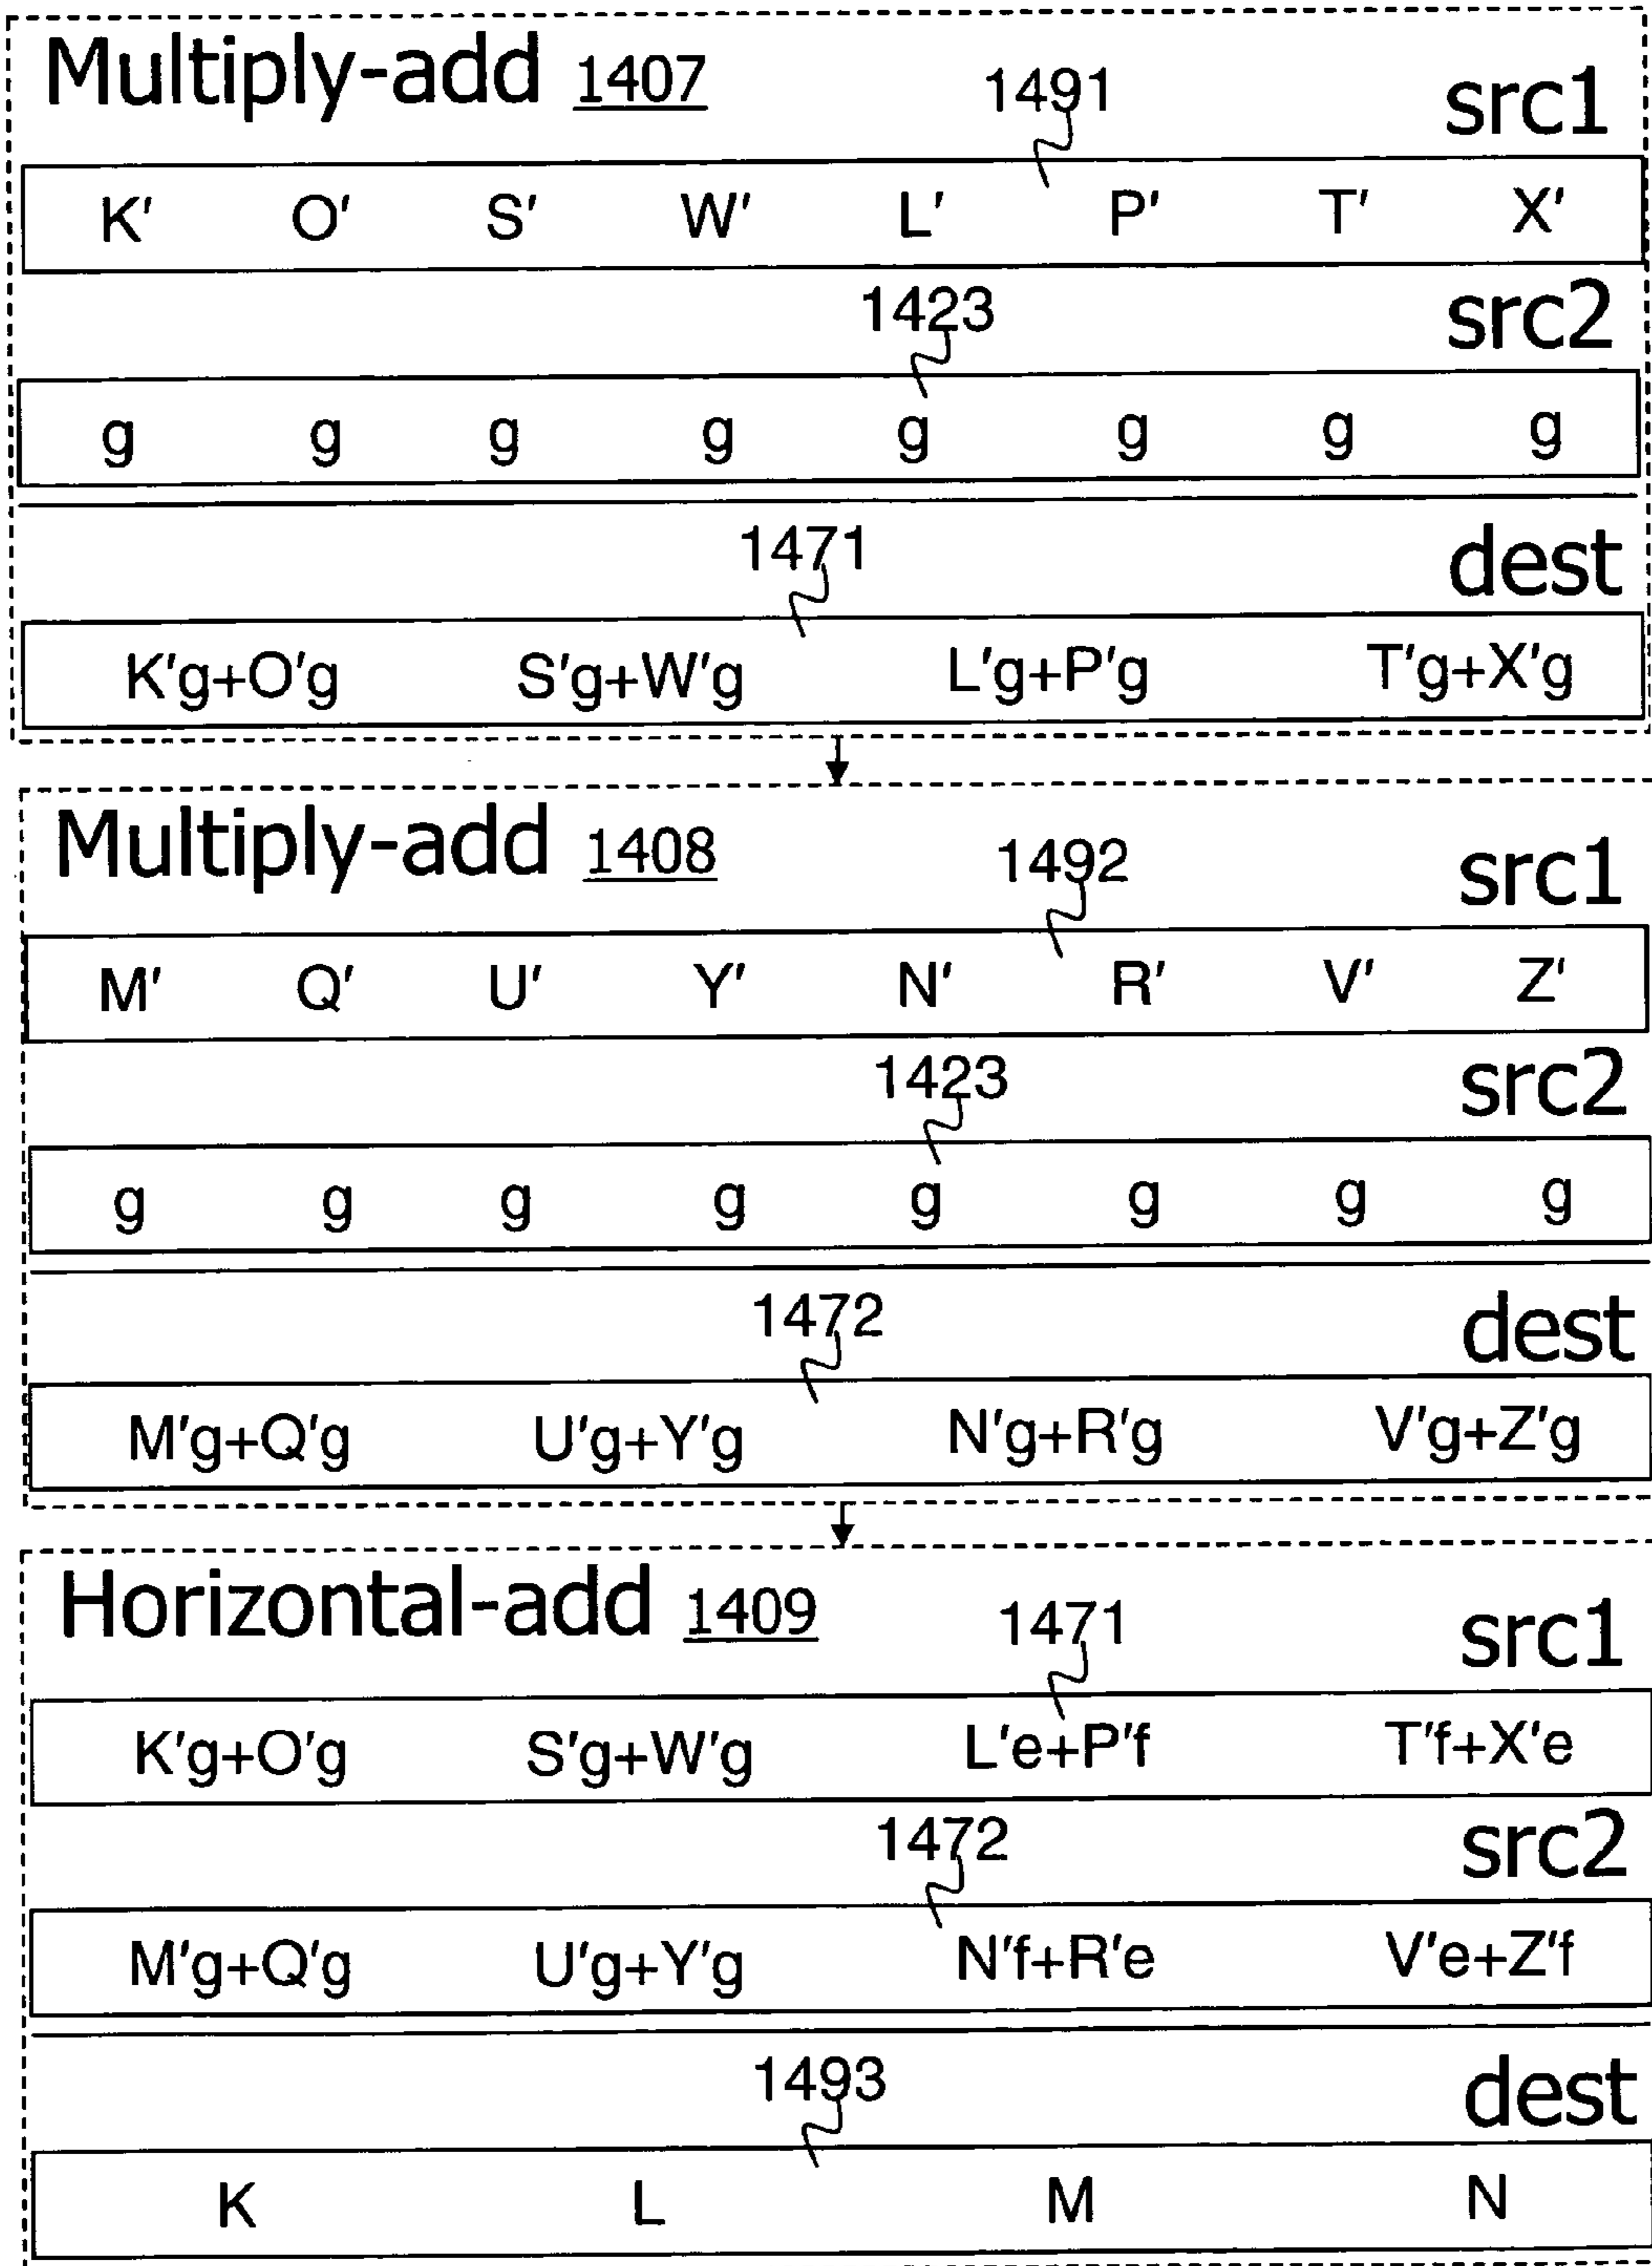 Multiply-add 1407 1491 src1
K' O' S' W' L' P' T' X'
1423 src2
g g g g g g g g
1471 dest
K'g+O'g S'g+W'g L'g+P'g T'g+X'g
Multiply-add 1408 1492 src1
M' Q' U' Y' N' R' V' Z'
1423 src2
g g g g g g g g
1472 dest
M'g+Q'g U'g+Y'g N'g+R'g V'g+Z'g
Horizontal-add 1409 1471 src1
K'g+O'g S'g+W'g L'e+P'f T'f+X'e
1472 src2
M'g+Q'g U'g+Y'g N'f+R'e V'e+Z'f
1493 dest
K L M N